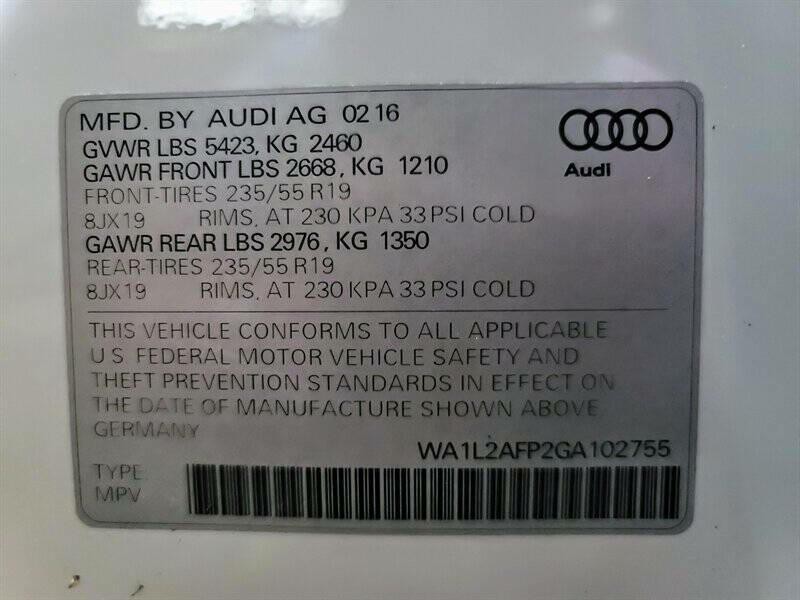 MFD. BY AUDI AG 0216
GVWR LBS 5423, KG 2460
GAWR FRONT LBS 2668, KG 1210
FRONT-TIRES 235/55 R19
8JX19 RIMS, AT 230 KPA 33 PSI COLD
GAWR REAR LBS 2976, KG 1350
REAR-TIRES 235/55 R19
8JX19 RIMS, AT 230 KPA 33 PSI COLD
Audi
THIS VEHICLE CONFORMS TO ALL APPLICABLE
U.S. FEDERAL MOTOR VEHICLE SAFETY AND
THEFT PREVENTION STANDARDS IN EFFECT ON
THE DATE OF MANUFACTURE SHOWN ABOVE
GERMANY
WA1L2AFP2GA102755
TYPE
MPV